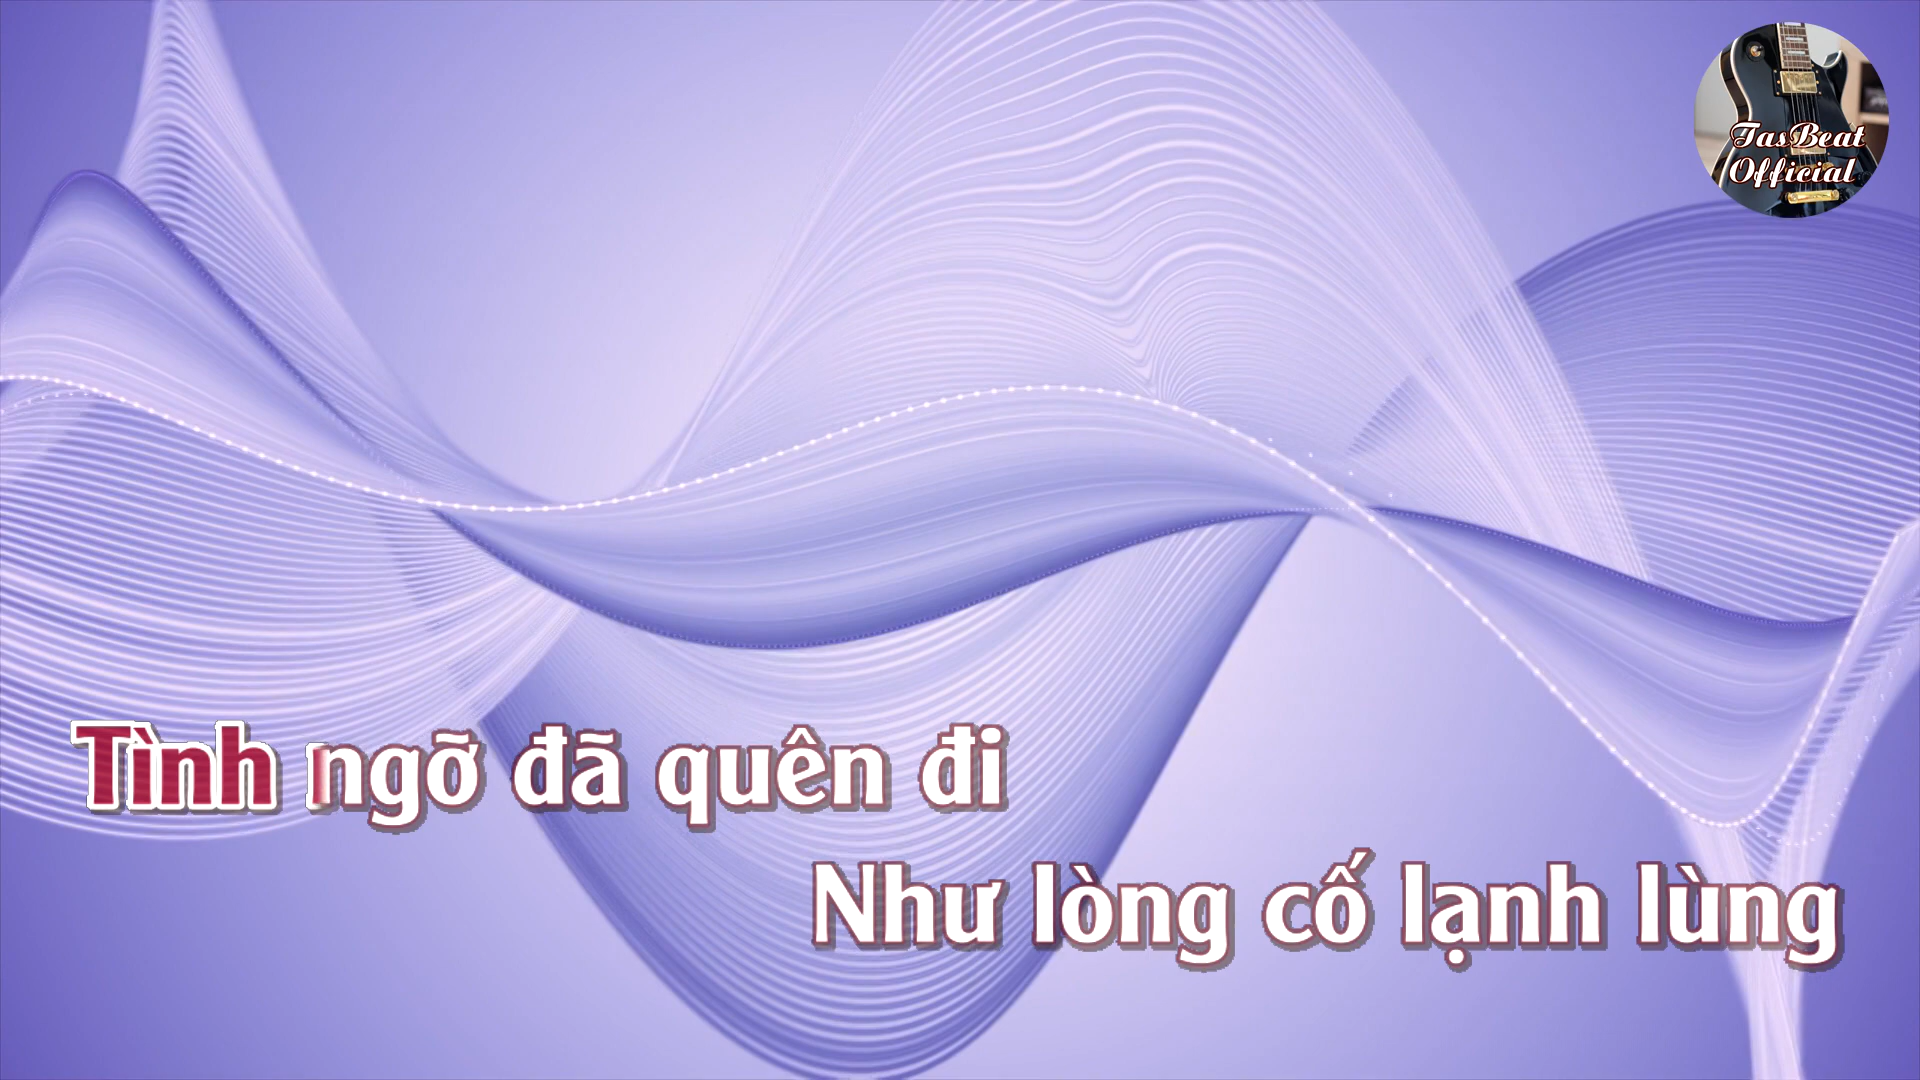 TasBeat
Official
Tình ngỡ đã quên đi
Như lòng cố lạnh lùng